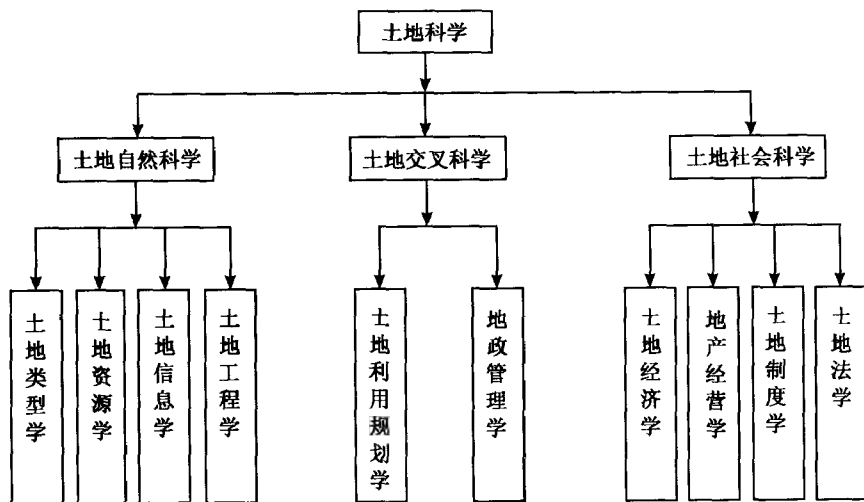 土地科学
土地自然科学
土地交叉科学
土地社会科学
土地类型学
土地资源学
土地信息学
土地工程学
土地利用规划学
地政管理学
土地经济学
地产经营学
土地制度学
土地法学